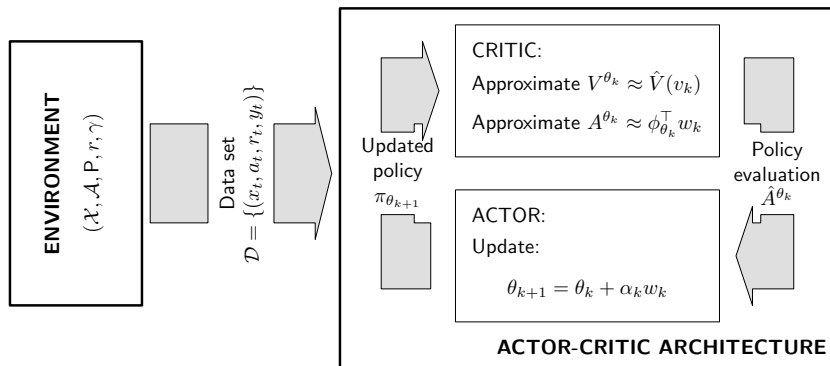 ENVIRONMENT
(𝒳, 𝒜, P, r, γ)
Data set
𝒟 = {(x_t, a_t, r_t, y_t)}
CRITIC:
Approximate V^{θ_k} ≈ V̂(v_k)
Approximate A^{θ_k} ≈ ϕ_{θ_k}^⊤ w_k
Updated
policy
π_{θ_{k+1}}
Policy
evaluation
Â^{θ_k}
ACTOR:
Update:
θ_{k+1} = θ_k + α_k w_k
ACTOR-CRITIC ARCHITECTURE